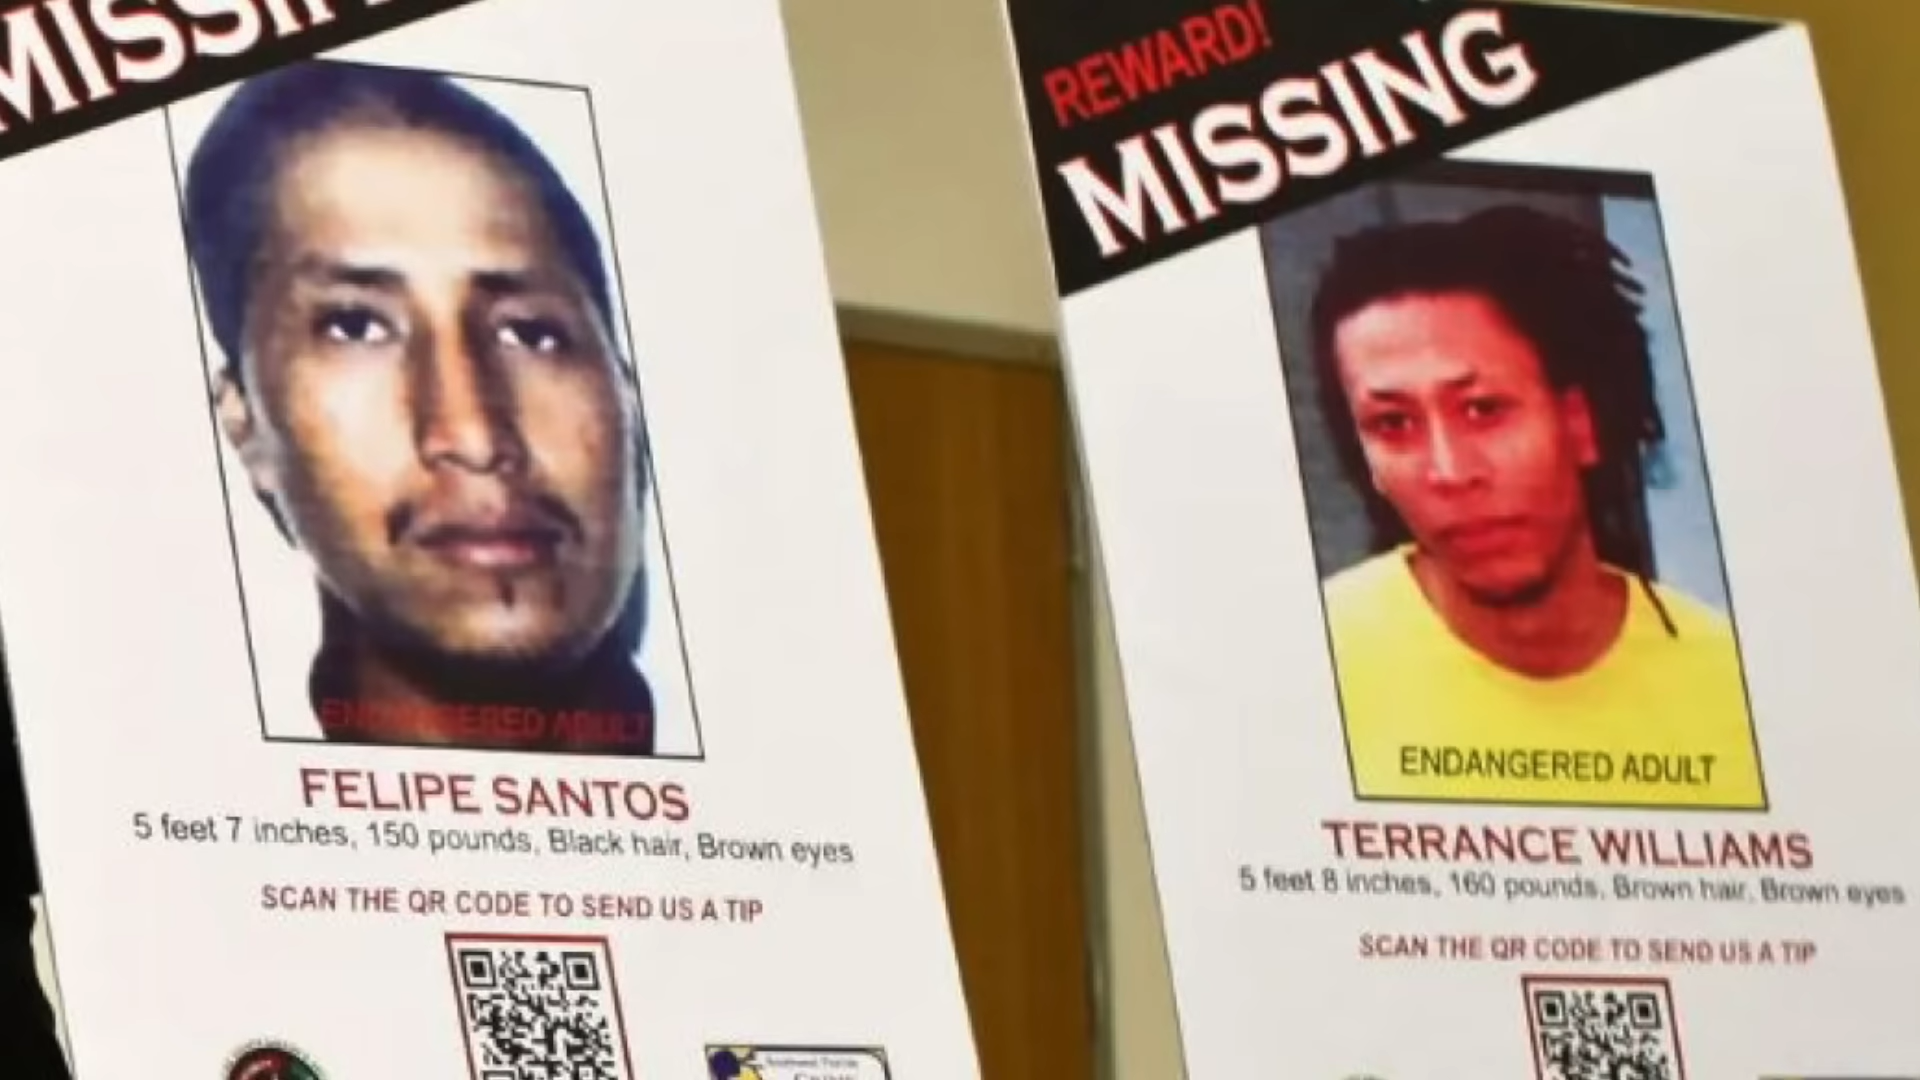 MISSING
ENDANGERED ADULT
FELIPE SANTOS
5 feet 7 inches, 150 pounds, Black hair, Brown eyes
SCAN THE QR CODE TO SEND US A TIP
REWARD!
MISSING
ENDANGERED ADULT
TERRANCE WILLIAMS
5 feet 8 inches, 160 pounds, Brown hair, Brown eyes
SCAN THE QR CODE TO SEND US A TIP